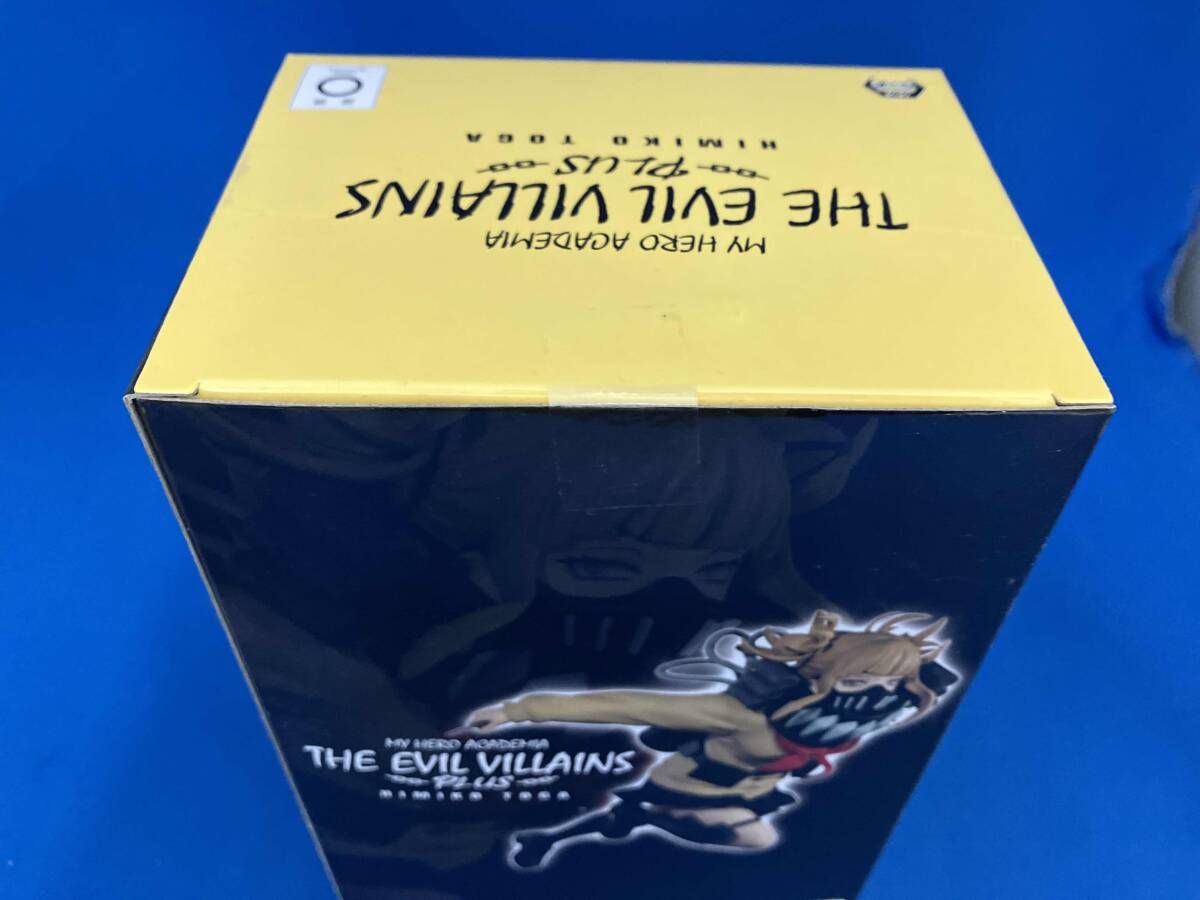 MY HERO ACADEMIA
THE EVIL VILLAINS
PLUS
HIMIKO TOGA
MY HERO ACADEMIA
THE EVIL VILLAINS
PLUS
HIMIKO TOGA